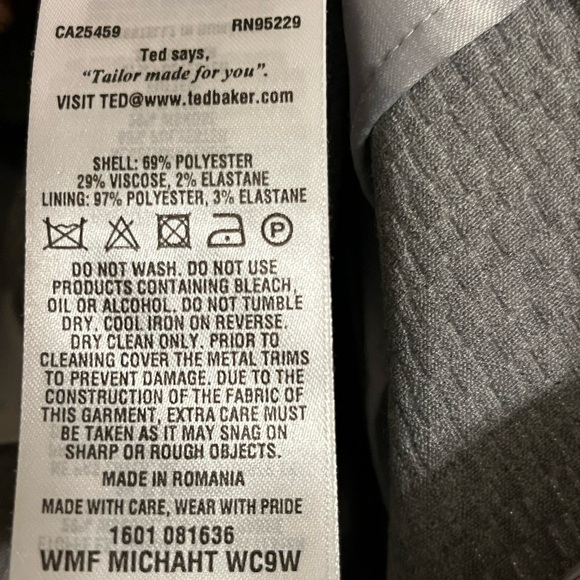 CA25459 RN95229
Ted says,
"Tailor made for you".
VISIT TED@www.tedbaker.com
SHELL: 69% POLYESTER
29% VISCOSE, 2% ELASTANE
LINING: 97% POLYESTER, 3% ELASTANE
P
DO NOT WASH. DO NOT USE
PRODUCTS CONTAINING BLEACH,
OIL OR ALCOHOL. DO NOT TUMBLE
DRY. COOL IRON ON REVERSE.
DRY CLEAN ONLY. PRIOR TO
CLEANING COVER THE METAL TRIMS
TO PREVENT DAMAGE. DUE TO THE
CONSTRUCTION OF THE FABRIC OF
THIS GARMENT, EXTRA CARE MUST
BE TAKEN AS IT MAY SNAG ON
SHARP OR ROUGH OBJECTS.
MADE IN ROMANIA
MADE WITH CARE, WEAR WITH PRIDE
1601 081636
WMF MICHAHT WC9W